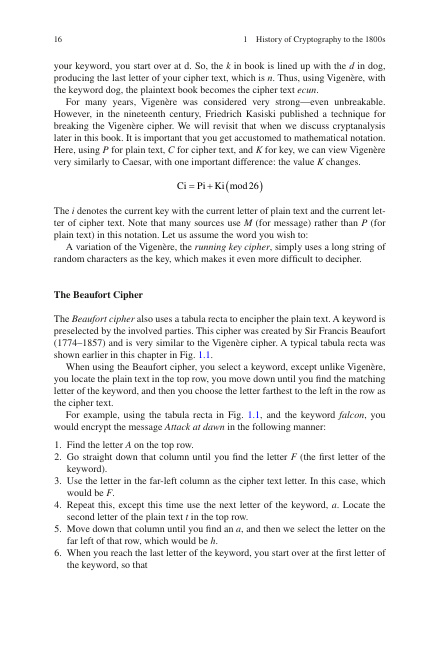 16 1 History of Cryptography to the 1800s
your keyword, you start over at d. So, the k in book is lined up with the d in dog,
producing the last letter of your cipher text, which is n. Thus, using Vigenère, with
the keyword dog, the plaintext book becomes the cipher text ecun.
For many years, Vigenère was considered very strong—even unbreakable.
However, in the nineteenth century, Friedrich Kasiski published a technique for
breaking the Vigenère cipher. We will revisit that when we discuss cryptanalysis
later in this book. It is important that you get accustomed to mathematical notation.
Here, using P for plain text, C for cipher text, and K for key, we can view Vigenère
very similarly to Caesar, with one important difference: the value K changes.
Ci = Pi + Ki (mod 26)
The i denotes the current key with the current letter of plain text and the current let-
ter of cipher text. Note that many sources use M (for message) rather than P (for
plain text) in this notation. Let us assume the word you wish to:
A variation of the Vigenère, the running key cipher, simply uses a long string of
random characters as the key, which makes it even more difficult to decipher.
The Beaufort Cipher
The Beaufort cipher also uses a tabula recta to encipher the plain text. A keyword is
preselected by the involved parties. This cipher was created by Sir Francis Beaufort
(1774–1857) and is very similar to the Vigenère cipher. A typical tabula recta was
shown earlier in this chapter in Fig. 1.1.
When using the Beaufort cipher, you select a keyword, except unlike Vigenère,
you locate the plain text in the top row, you move down until you find the matching
letter of the keyword, and then you choose the letter farthest to the left in the row as
the cipher text.
For example, using the tabula recta in Fig. 1.1, and the keyword falcon, you
would encrypt the message Attack at dawn in the following manner:
1. Find the letter A on the top row.
2. Go straight down that column until you find the letter F (the first letter of the
keyword).
3. Use the letter in the far-left column as the cipher text letter. In this case, which
would be F.
4. Repeat this, except this time use the next letter of the keyword, a. Locate the
second letter of the plain text t in the top row.
5. Move down that column until you find an a, and then we select the letter on the
far left of that row, which would be h.
6. When you reach the last letter of the keyword, you start over at the first letter of
the keyword, so that